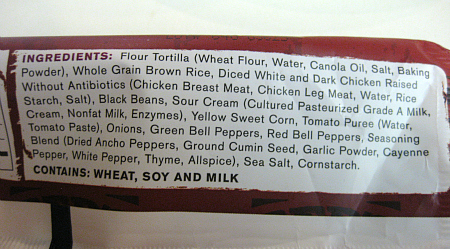 INGREDIENTS: Flour Tortilla (Wheat Flour, Water, Canola Oil, Salt, Baking
Powder), Whole Grain Brown Rice, Diced White and Dark Chicken Raised
Without Antibiotics (Chicken Breast Meat, Chicken Leg Meat, Water, Rice
Starch, Salt), Black Beans, Sour Cream (Cultured Pasteurized Grade A Milk,
Cream, Nonfat Milk, Enzymes), Yellow Sweet Corn, Tomato Puree (Water,
Tomato Paste), Onions, Green Bell Peppers, Red Bell Peppers, Seasoning
Blend (Dried Ancho Peppers, Ground Cumin Seed, Garlic Powder, Cayenne
Pepper, White Pepper, Thyme, Allspice), Sea Salt, Cornstarch.
CONTAINS: WHEAT, SOY AND MILK